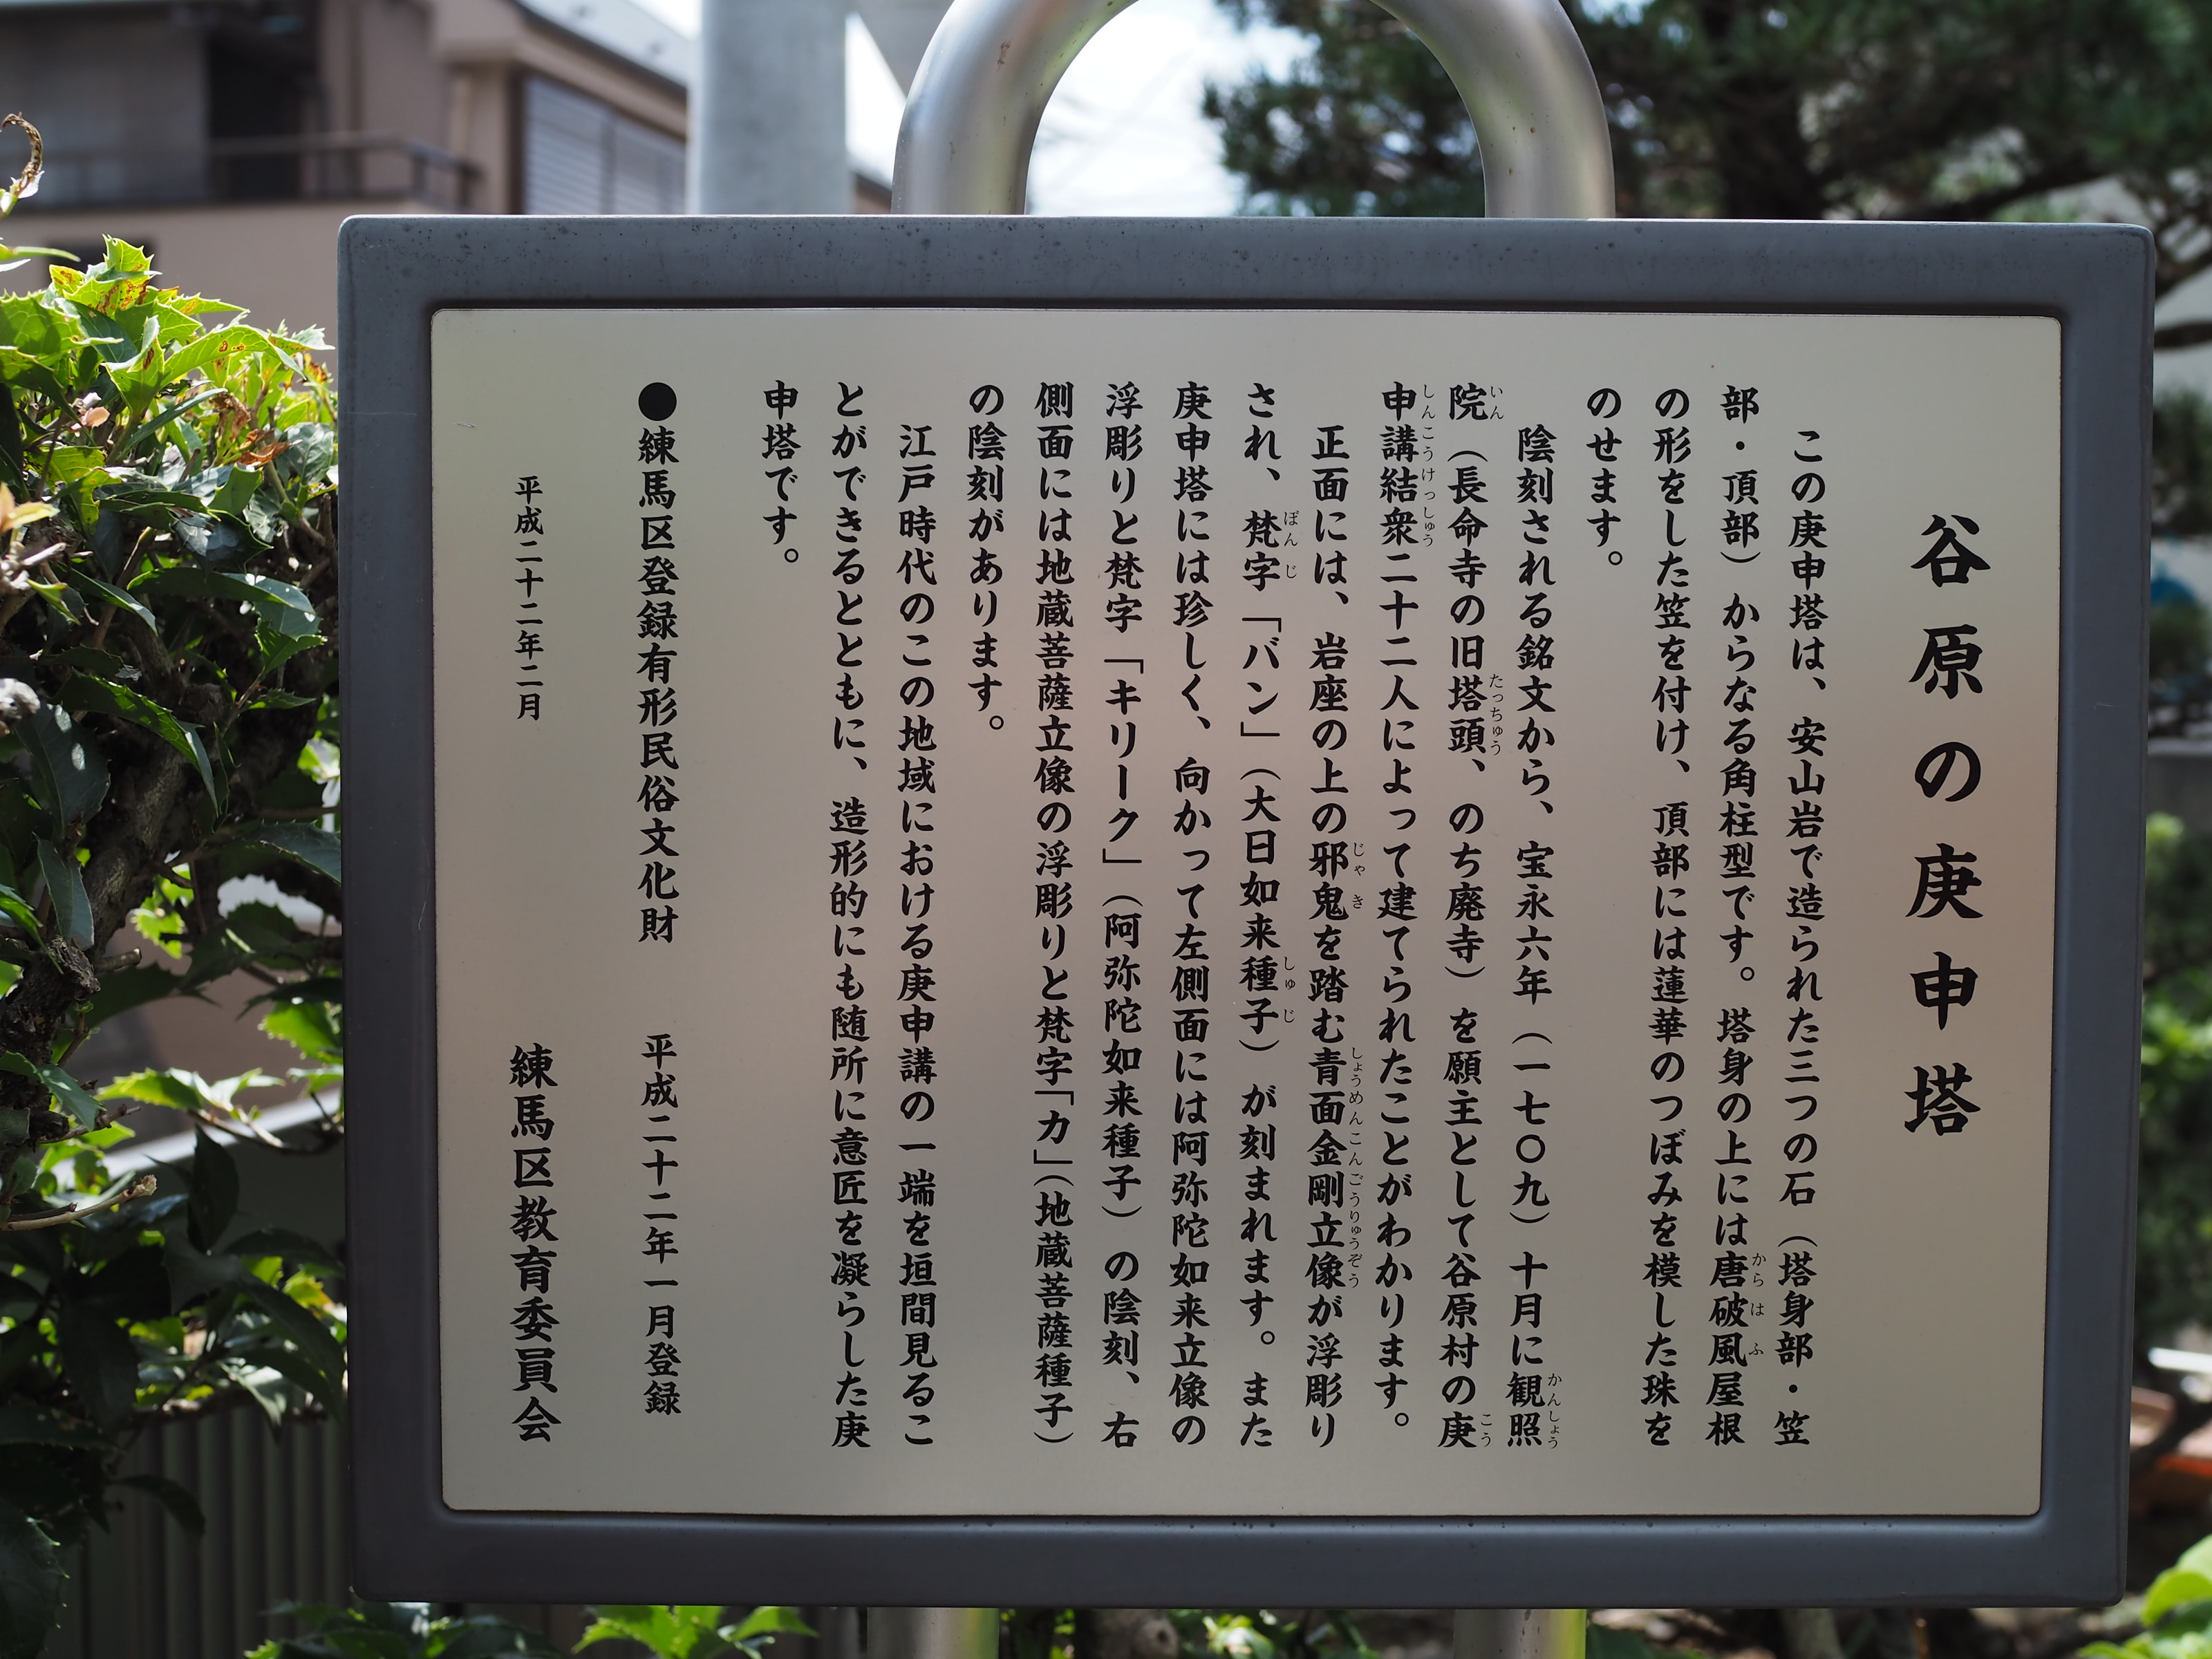 谷原の庚申塔
この庚申塔は、安山岩で造られた三つの石（塔身部・笠
部・頂部）からなる角柱型です。塔身の上には唐破風屋根
の形をした笠を付け、頂部には蓮華のつぼみを模した珠を
のせます。
陰刻される銘文から、宝永六年（一七〇九）十月に観照
院（長命寺の旧塔頭、のち廃寺）を願主として谷原村の庚
申講結衆二十二人によって建てられたことがわかります。
正面には、岩座の上の邪鬼を踏む青面金剛立像が浮彫り
され、梵字「バン」（大日如来種子）が刻まれます。また
庚申塔には珍しく、向かって左側面には阿弥陀如来立像の
浮彫りと梵字「キリーク」（阿弥陀如来種子）の陰刻、右
側面には地蔵菩薩立像の浮彫りと梵字「カ」（地蔵菩薩種子）
の陰刻があります。
江戸時代のこの地域における庚申講の一端を垣間見るこ
とができるとともに、造形的にも随所に意匠を凝らした庚
申塔です。
●練馬区登録有形民俗文化財　平成二十二年一月登録
平成二十二年二月　練馬区教育委員会